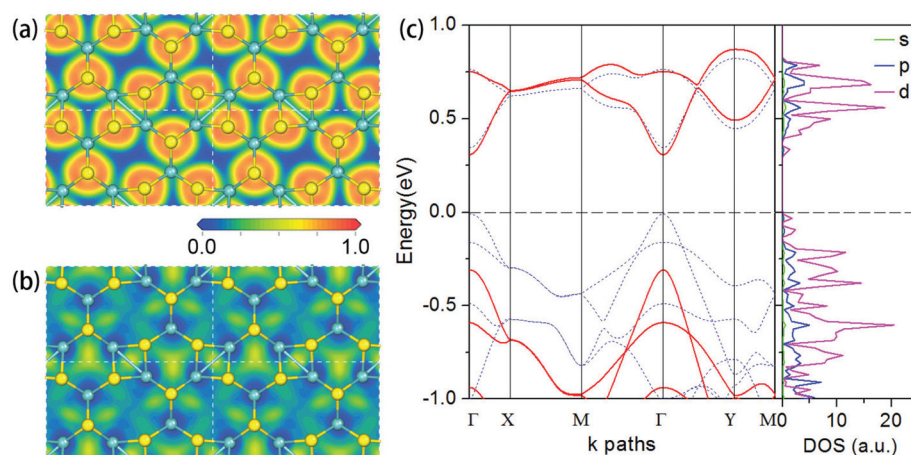 (a)
0.0 1.0
(b)
(c)
1.0
0.5
0.0
-0.5
-1.0
Energy(eV)
Γ X M Γ Y M
k paths
s
p
d
0 10 20
DOS (a.u.)